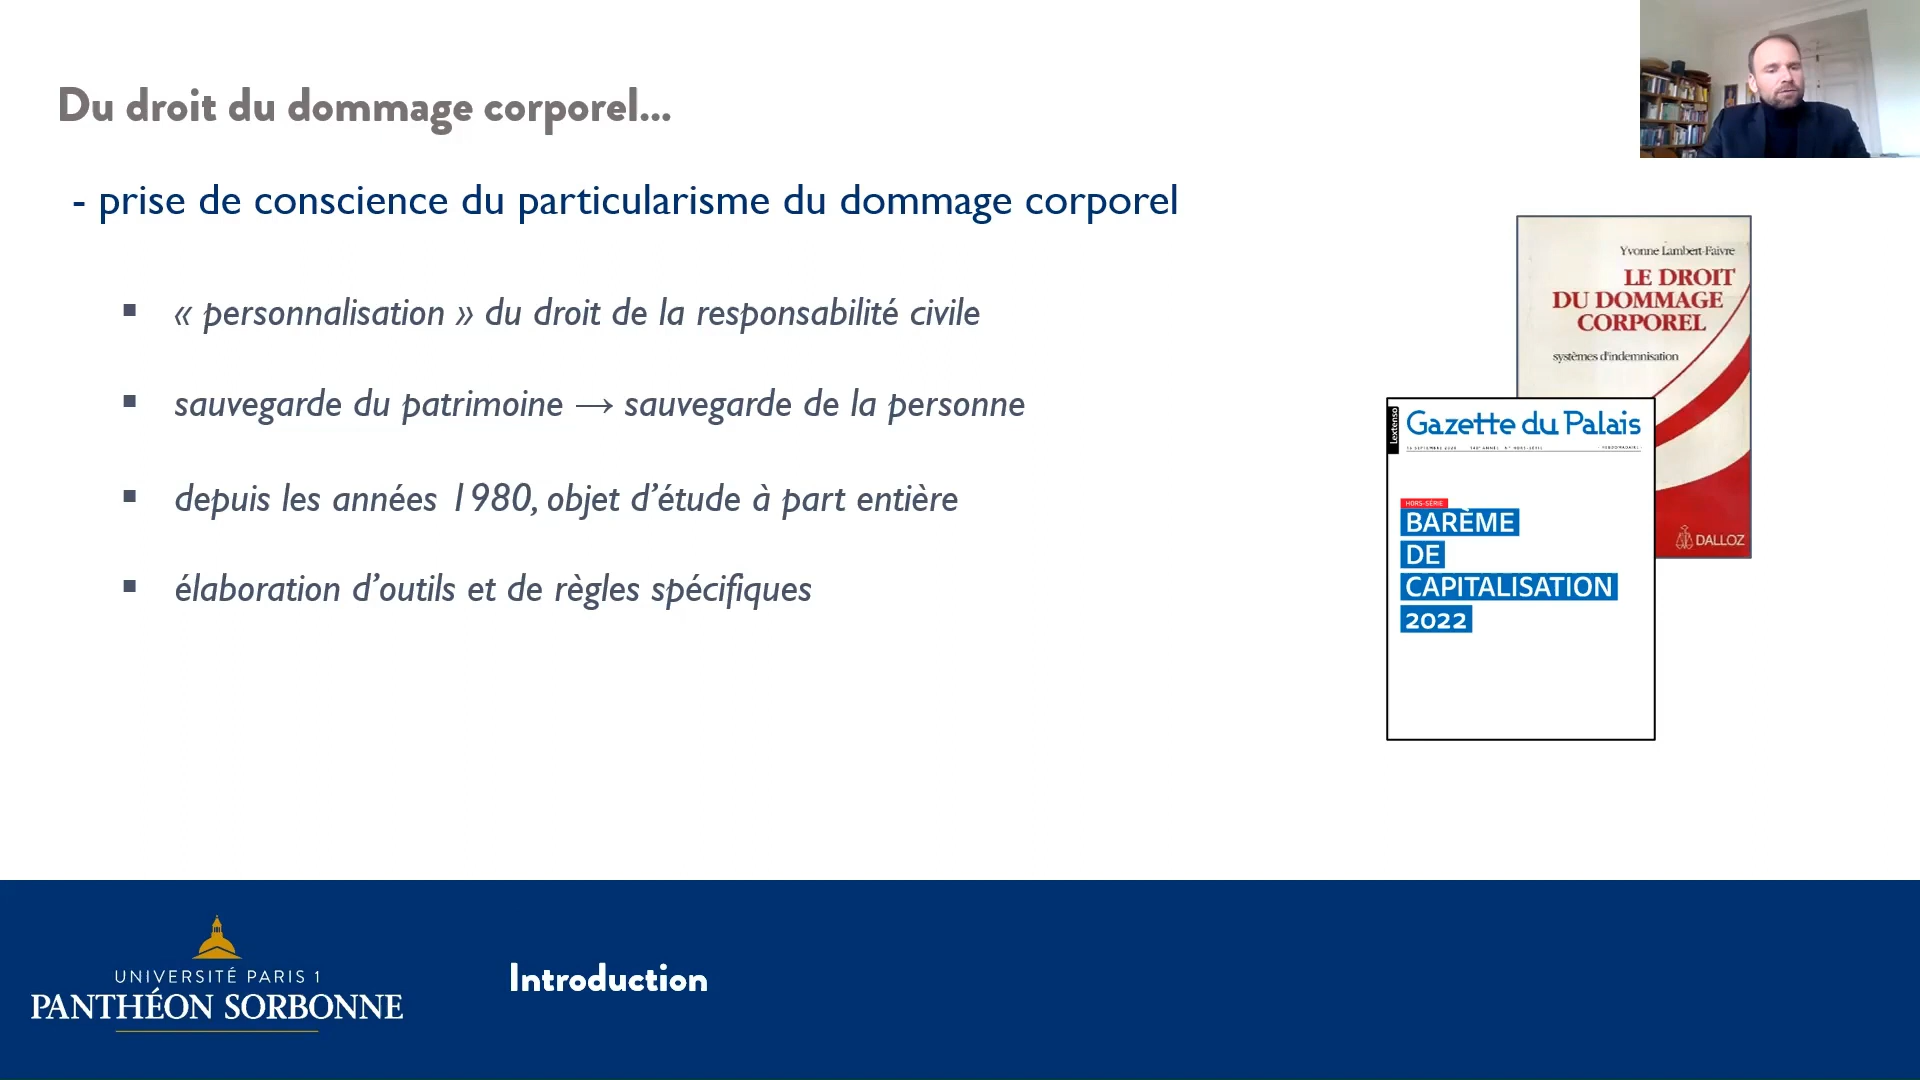 Du droit du dommage corporel...
- prise de conscience du particularisme du dommage corporel
« personnalisation » du droit de la responsabilité civile
sauvegarde du patrimoine → sauvegarde de la personne
depuis les années 1980, objet d’étude à part entière
élaboration d’outils et de règles spécifiques
Yvonne Lambert-Faivre
LE DROIT
DU DOMMAGE
CORPOREL
systèmes d'indemnisation
DALLOZ
Lextenso
Gazette du Palais
HORS-SÉRIE
BARÈME
DE
CAPITALISATION
2022
UNIVERSITÉ PARIS 1
PANTHÉON SORBONNE
Introduction